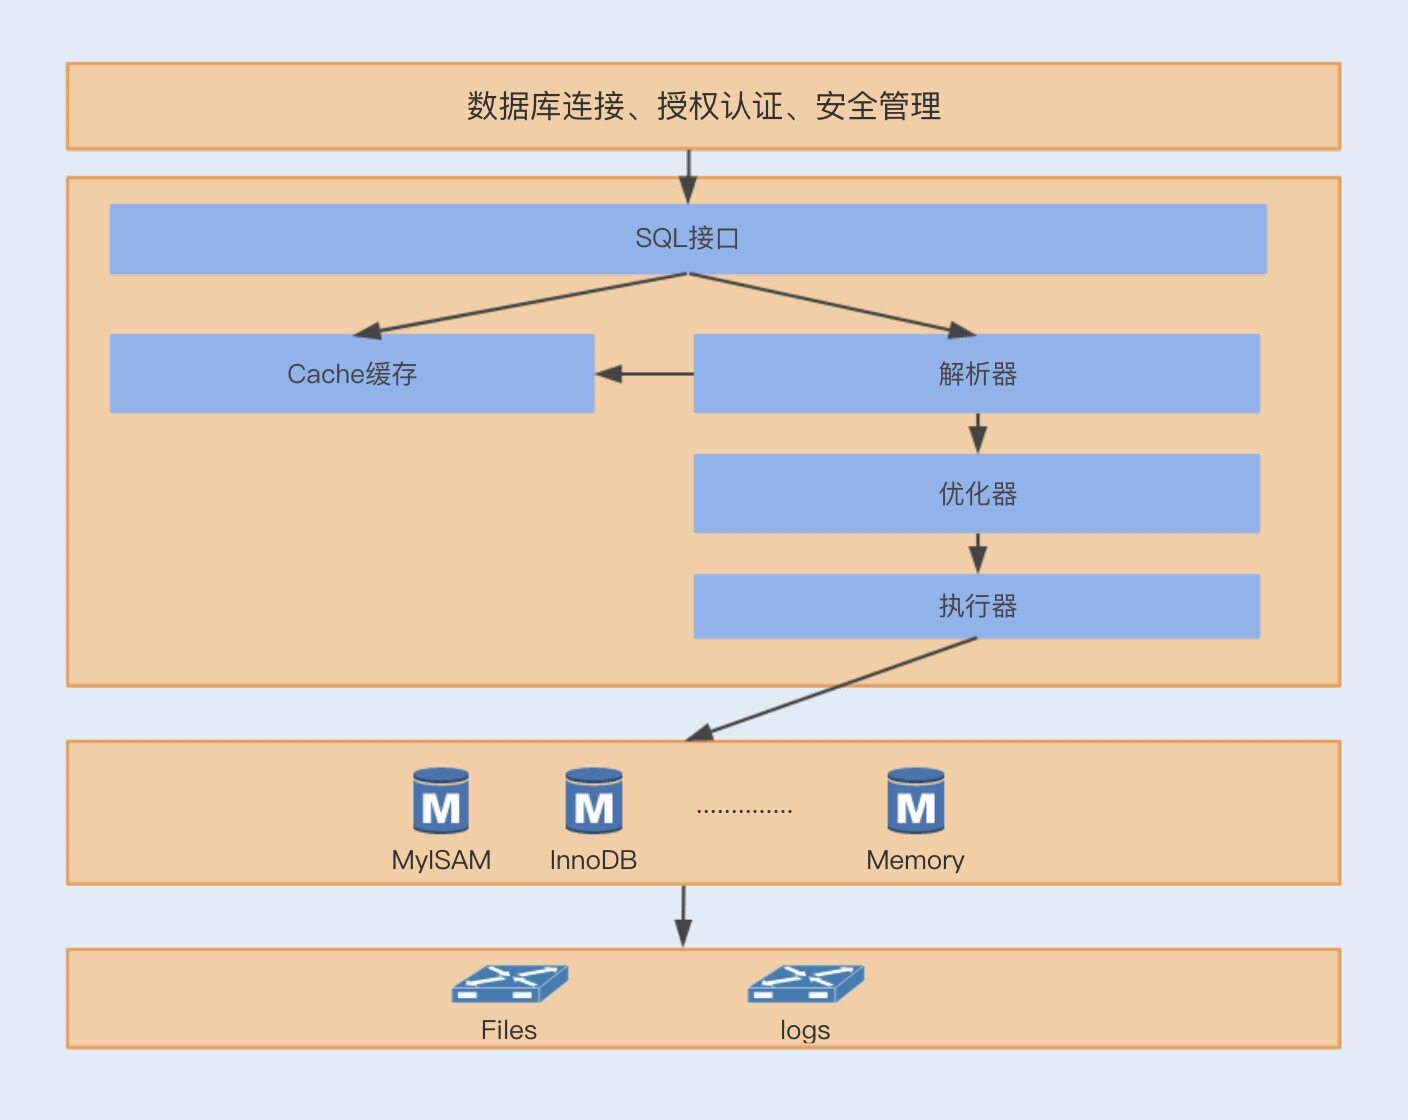 数据库连接、授权认证、安全管理
SQL接口
Cache缓存
解析器
优化器
执行器
M M .............. M
MyISAM InnoDB Memory
Files logs